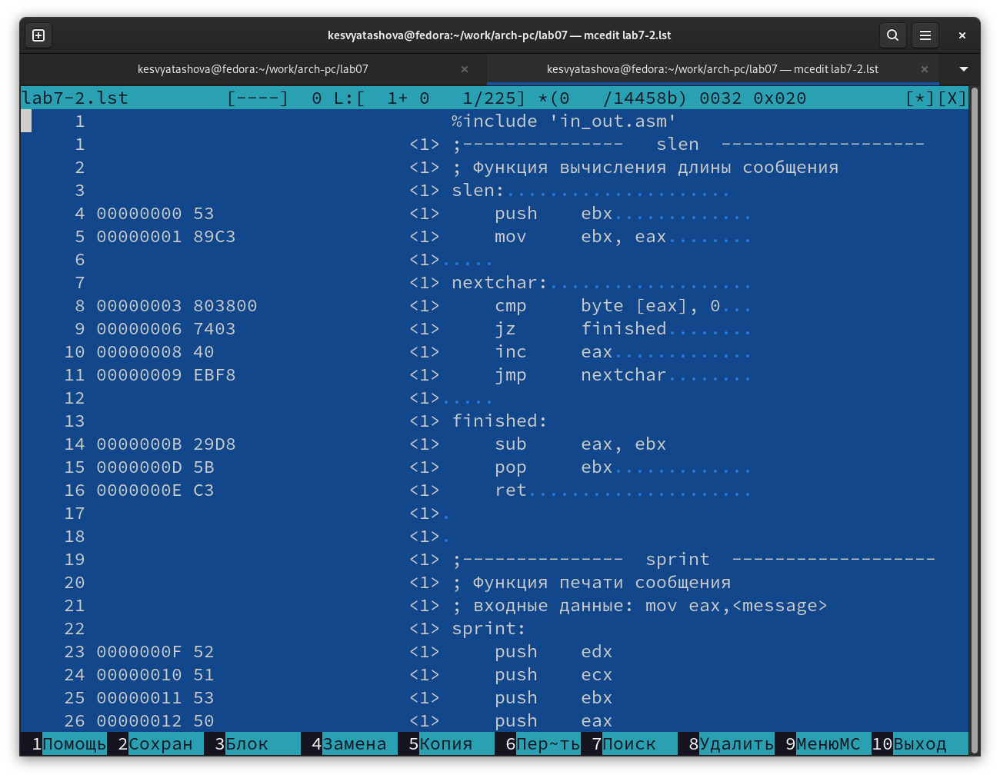 kesvyatashova@fedora:~/work/arch-pc/lab07 — mcedit lab7-2.lst
kesvyatashova@fedora:~/work/arch-pc/lab07 × kesvyatashova@fedora:~/work/arch-pc/lab07 — mcedit lab7-2.lst ×
lab7-2.lst [----] 0 L:[ 1+ 0 1/225] *(0 /14458b) 0032 0x020 [*][X]
1 %include 'in_out.asm'
1 <1> ;--------------- slen -------------------
2 <1> ; Функция вычисления длины сообщения
3 <1> slen:.....................
4 00000000 53 <1> push ebx.............
5 00000001 89C3 <1> mov ebx, eax........
6 <1>.....
7 <1> nextchar:...................
8 00000003 803800 <1> cmp byte [eax], 0...
9 00000006 7403 <1> jz finished........
10 00000008 40 <1> inc eax.............
11 00000009 EBF8 <1> jmp nextchar........
12 <1>.....
13 <1> finished:
14 0000000B 29D8 <1> sub eax, ebx
15 0000000D 5B <1> pop ebx.............
16 0000000E C3 <1> ret.....................
17 <1>.
18 <1>.
19 <1> ;--------------- sprint -------------------
20 <1> ; Функция печати сообщения
21 <1> ; входные данные: mov eax,<message>
22 <1> sprint:
23 0000000F 52 <1> push edx
24 00000010 51 <1> push ecx
25 00000011 53 <1> push ebx
26 00000012 50 <1> push eax
1Помощь 2Сохран 3Блок 4Замена 5Копия 6Пер~ть 7Поиск 8Удалить 9МенюMC 10Выход